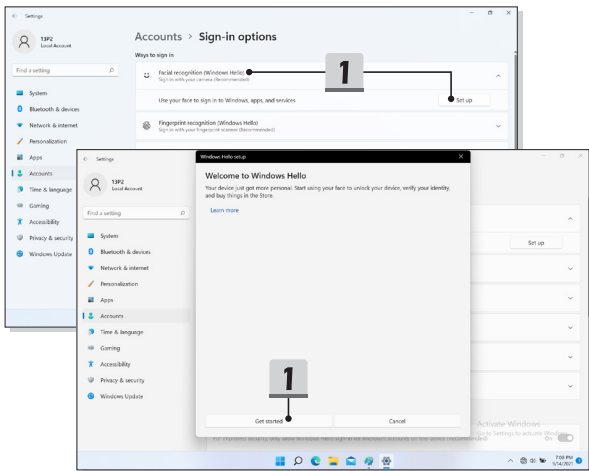 Settings
13P2
Local Account
Find a setting
System
Bluetooth & devices
Network & internet
Personalization
Apps
Accounts
Time & language
Gaming
Accessibility
Privacy & security
Windows Update
Accounts > Sign-in options
Ways to sign in
Facial recognition (Windows Hello)
Sign in with your camera (Recommended)
1
Use your face to sign in to Windows, apps, and services
Set up
Fingerprint recognition (Windows Hello)
Sign in with your fingerprint scanner (Recommended)
Settings
13P2
Local Account
Find a setting
System
Bluetooth & devices
Network & internet
Personalization
Apps
Accounts
Time & language
Gaming
Accessibility
Privacy & security
Windows Update
Windows Hello setup
Welcome to Windows Hello
Your device just got more personal. Start using your face to unlock your device, verify your identity,
and buy things in the Store.
Learn more
1
Get started
Cancel
Set up
Activate Windows
Go to Settings to activate Windows.
On
7:03 PM
5/14/2021